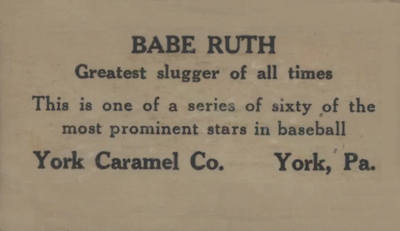 BABE RUTH
Greatest slugger of all times
This is one of a series of sixty of the
most prominent stars in baseball
York Caramel Co. York, Pa.